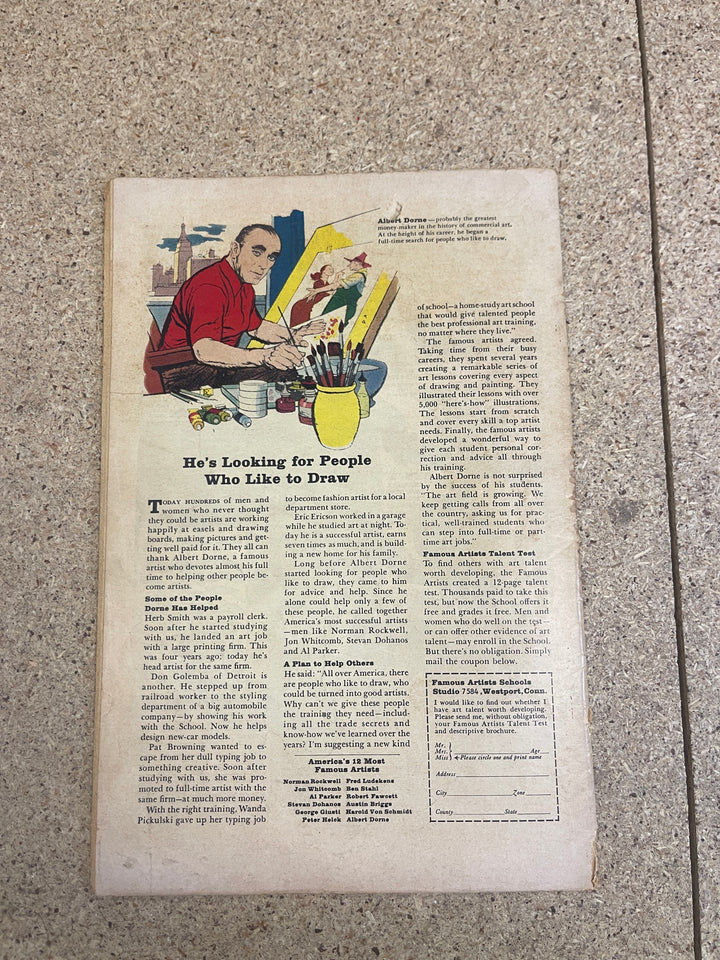 Albert Dorne — probably the greatest
money-maker in the history of commercial art.
At the height of his career, he began a
full-time search for people who like to draw.
He's Looking for People
Who Like to Draw
TODAY HUNDREDS of men and
women who never thought
they could be artists are working
happily at easels and drawing
boards, making pictures and get-
ting well paid for it. They all can
thank Albert Dorne, a famous
artist who devotes almost his full
time to helping other people be-
come artists.
Some of the People
Dorne Has Helped
Herb Smith was a payroll clerk.
Soon after he started studying
with us, he landed an art job
with a large printing firm. This
was four years ago; today he's
head artist for the same firm.
Don Golemba of Detroit is
another. He stepped up from
railroad worker to the styling
department of a big automobile
company—by showing his work
with the School. Now he helps
design new-car models.
Pat Browning wanted to es-
cape from her dull typing job to
something creative. Soon after
studying with us, she was pro-
moted to full-time artist with the
same firm—at much more money.
With the right training, Wanda
Pickulski gave up her typing job
to become fashion artist for a local
department store.
Eric Ericson worked in a garage
while he studied art at night. To-
day he is a successful artist, earns
seven times as much, and is build-
ing a new home for his family.
Long before Albert Dorne
started looking for people who
like to draw, they came to him
for advice and help. Since he
alone could help only a few of
these people, he called together
America's most successful artists
—men like Norman Rockwell,
Jon Whitcomb, Stevan Dohanos
and Al Parker.
A Plan to Help Others
He said: "All over America, there
are people who like to draw, who
could be turned into good artists.
Why can't we give these people
the training they need—includ-
ing all the trade secrets and
know-how we've learned over the
years? I'm suggesting a new kind
America's 12 Most
Famous Artists
Norman Rockwell Fred Ludekens
Jon Whitcomb Ben Stahl
Al Parker Robert Fawcett
Stevan Dohanos Austin Briggs
George Giusti Harold Von Schmidt
Peter Helck Albert Dorne
of school—a home-study art school
that would give talented people
the best professional art training,
no matter where they live."
The famous artists agreed.
Taking time from their busy
careers, they spent several years
creating a remarkable series of
art lessons covering every aspect
of drawing and painting. They
illustrated their lessons with over
5,000 "here's-how" illustrations.
The lessons start from scratch
and cover every skill a top artist
needs. Finally, the famous artists
developed a wonderful way to
give each student personal cor-
rection and advice all through
his training.
Albert Dorne is not surprised
by the success of his students.
"The art field is growing. We
keep getting calls from all over
the country, asking us for prac-
tical, well-trained students who
can step into full-time or part-
time art jobs."
Famous Artists Talent Test
To find others with art talent
worth developing, the Famous
Artists created a 12-page talent
test. Thousands paid to take this
test, but now the School offers it
free and grades it free. Men and
women who do well on the test—
or can offer other evidence of art
talent—may enroll in the School.
But there's no obligation. Simply
mail the coupon below.
Famous Artists Schools
Studio 7584, Westport, Conn.
I would like to find out whether I
have art talent worth developing.
Please send me, without obligation,
your Famous Artists Talent Test
and descriptive brochure.
Mr.
Mrs. Age
Miss Please circle one and print name
Address
City Zone
County State